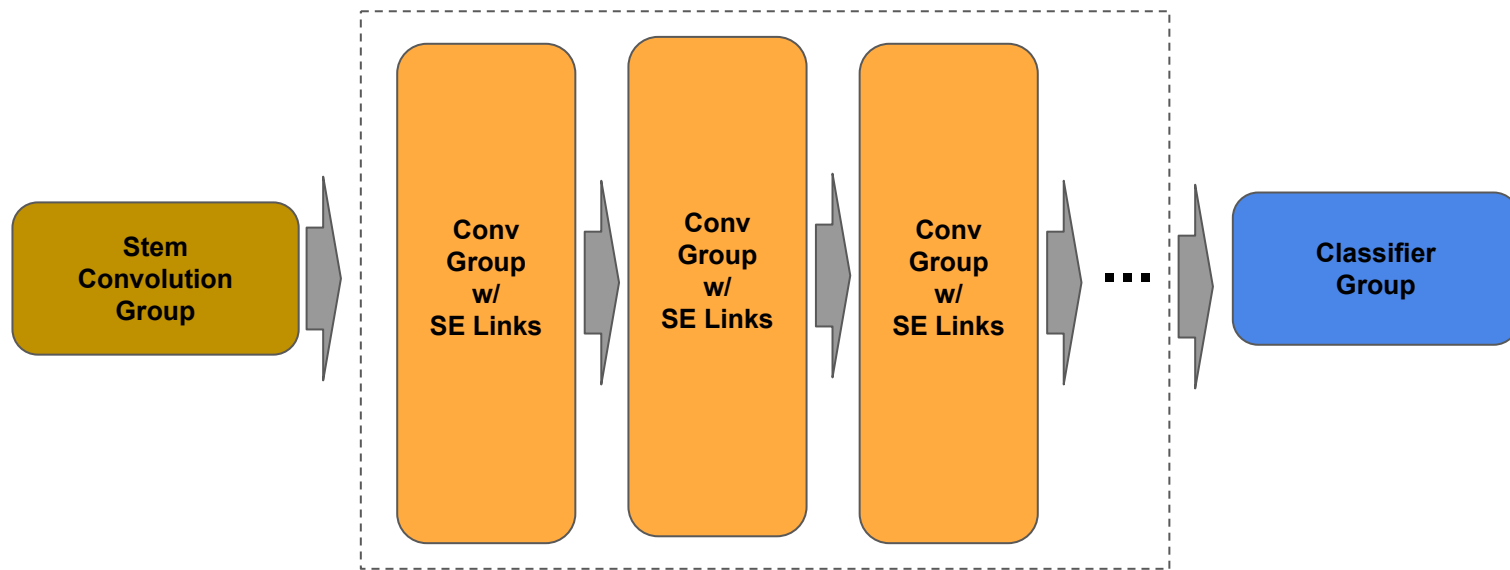 Stem
Convolution
Group
Conv
Group
w/
SE Links
Conv
Group
w/
SE Links
Conv
Group
w/
SE Links
...
Classifier
Group